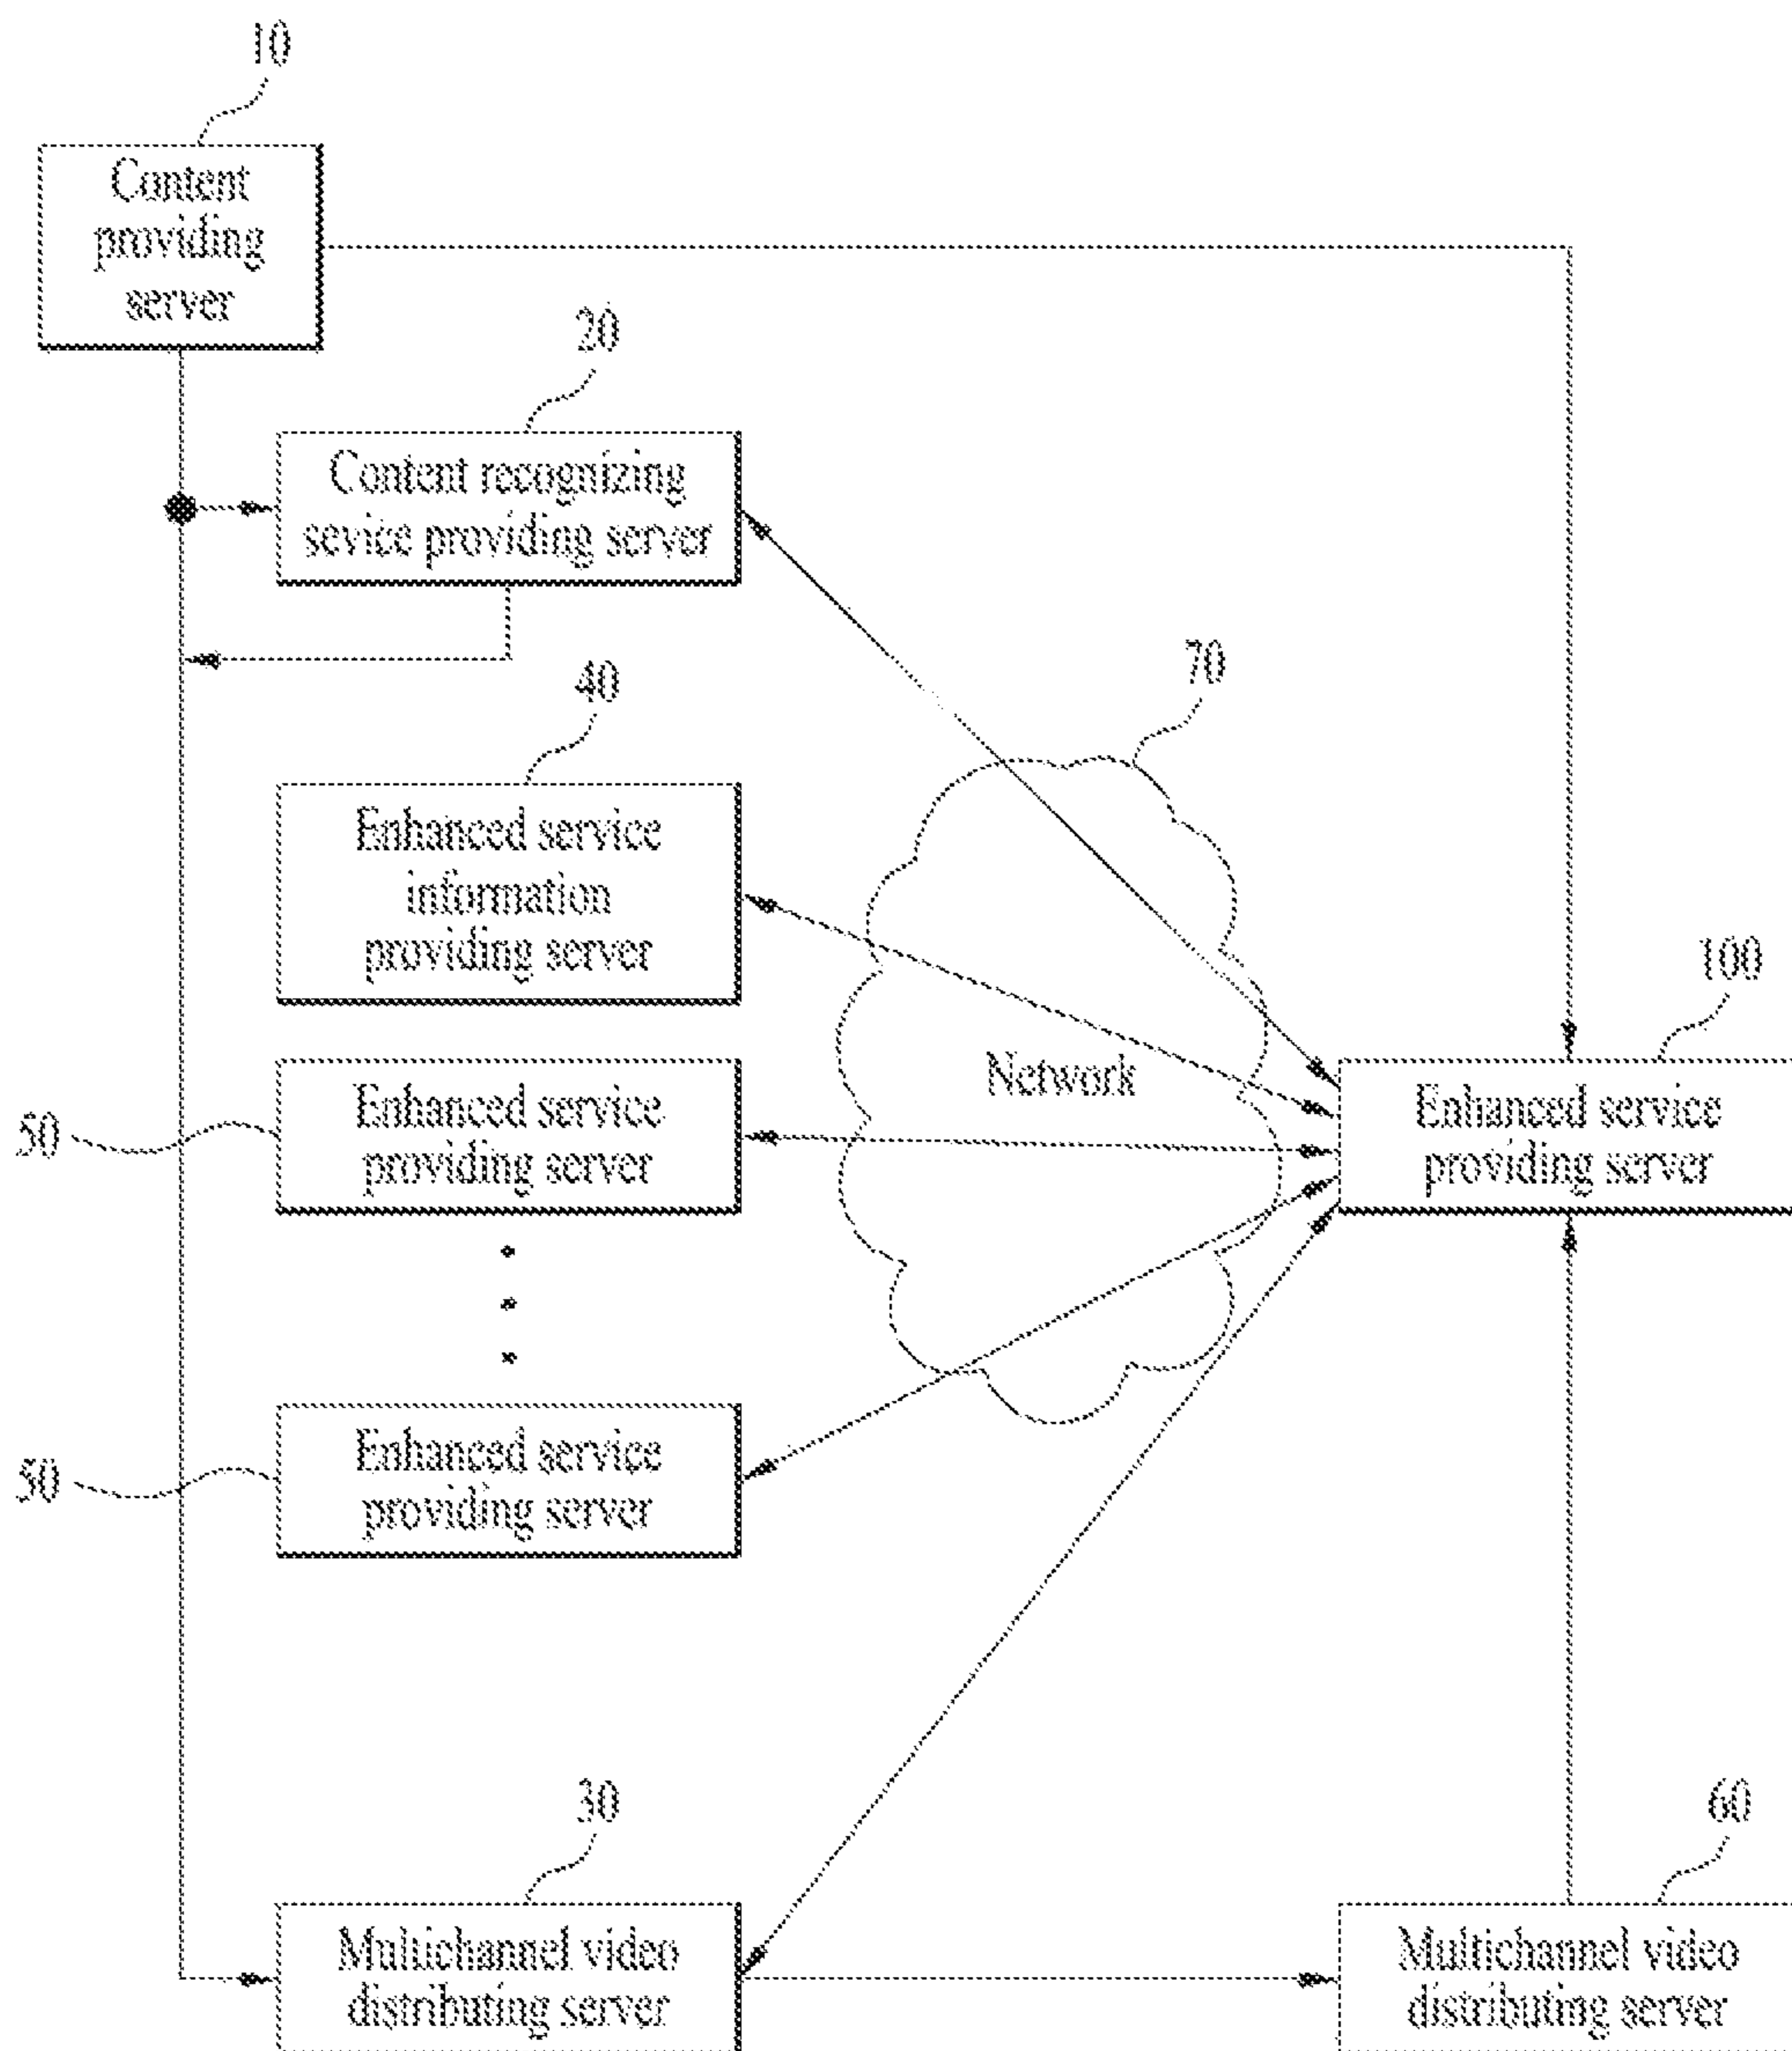 10
Content
providing
server
20
Content recognizing
sevice providing server
40
70
Enhanced service
information
providing server
100
Network
50
Enhanced service
providing server
Enhanced service
providing server
50
Enhanced service
providing server
30
60
Multichannel video
distributing server
Multichannel video
distributing server